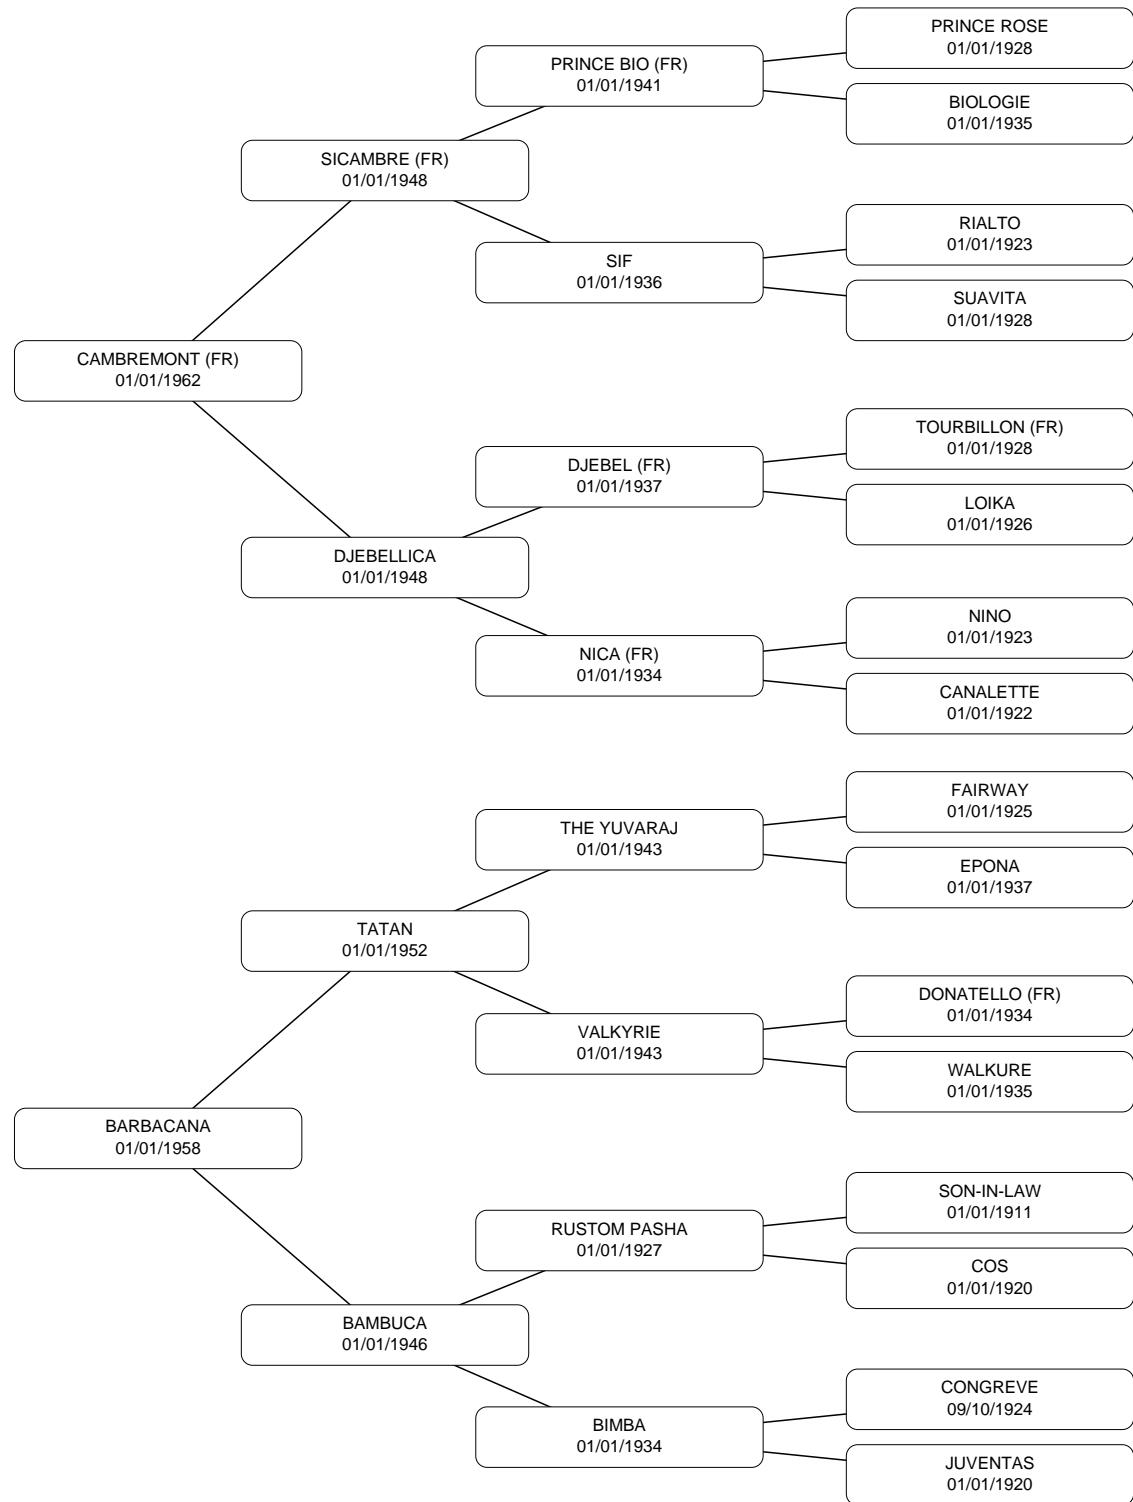 PRINCE ROSE
01/01/1928
PRINCE BIO (FR)
01/01/1941
BIOLOGIE
01/01/1935
SICAMBRE (FR)
01/01/1948
RIALTO
01/01/1923
SIF
01/01/1936
SUAVITA
01/01/1928
CAMBREMONT (FR)
01/01/1962
TOURBILLON (FR)
01/01/1928
DJEBEL (FR)
01/01/1937
LOIKA
01/01/1926
DJEBELLICA
01/01/1948
NINO
01/01/1923
NICA (FR)
01/01/1934
CANALETTE
01/01/1922
FAIRWAY
01/01/1925
THE YUVARAJ
01/01/1943
EPONA
01/01/1937
TATAN
01/01/1952
DONATELLO (FR)
01/01/1934
VALKYRIE
01/01/1943
WALKURE
01/01/1935
BARBACANA
01/01/1958
SON-IN-LAW
01/01/1911
RUSTOM PASHA
01/01/1927
COS
01/01/1920
BAMBUCA
01/01/1946
CONGREVE
09/10/1924
BIMBA
01/01/1934
JUVENTAS
01/01/1920